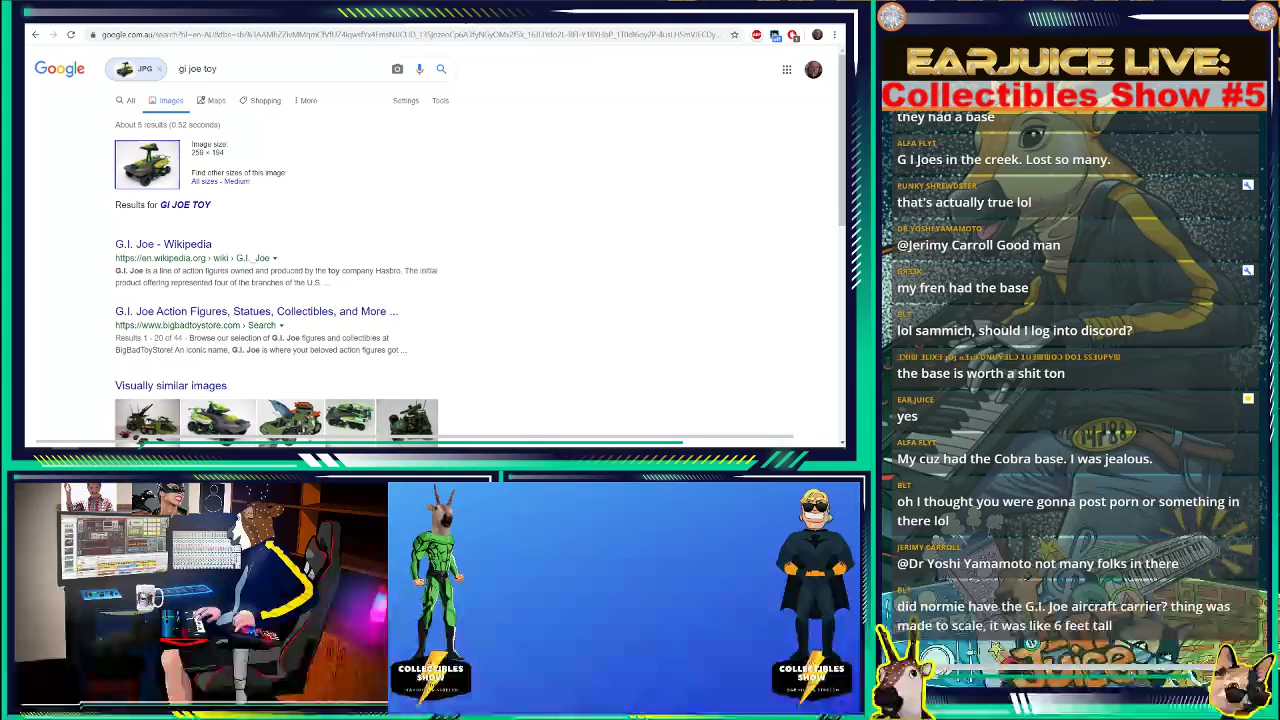 google.com.au/search?
JPG
gi joe toy
Google
All
Images
Maps
Shopping
More
Settings
Tools
About 5 results (0.52 seconds)
Image size:
259 × 194
Find other sizes of this image:
All sizes - Medium
Results for GI JOE TOY
G.I. Joe - Wikipedia
https://en.wikipedia.org › wiki › G.I._Joe
G.I. Joe is a line of action figures owned and produced by the toy company Hasbro. The initial
product offering represented four of the branches of the U.S. ...
G.I. Joe Action Figures, Statues, Collectibles, and More ...
https://www.bigbadtoystore.com › Search
Results 1 - 20 of 44 - Browse our selection of G.I. Joe figures and collectibles at
BigBadToyStore! An iconic name, G.I. Joe is where your beloved action figures got ...
Visually similar images
COLLECTIBLES
SHOW
COLLECTIBLES
SHOW
EARJUICE LIVE:
Collectibles Show #5
they had a base
ALFA FLYT
G I Joes in the creek. Lost so many.
PUNKY SHREWDSTER
that's actually true lol
DR YOSHI YAMAMOTO
@Jerimy Carroll Good man
GЯ33K
my fren had the base
BLT
lol sammich, should I log into discord?
the base is worth a shit ton
EAR JUICE
yes
ALFA FLYT
My cuz had the Cobra base. I was jealous.
BLT
oh I thought you were gonna post porn or something in
there lol
JERIMY CARROLL
@Dr Yoshi Yamamoto not many folks in there
BLT
did normie have the G.I. Joe aircraft carrier? thing was
made to scale, it was like 6 feet tall